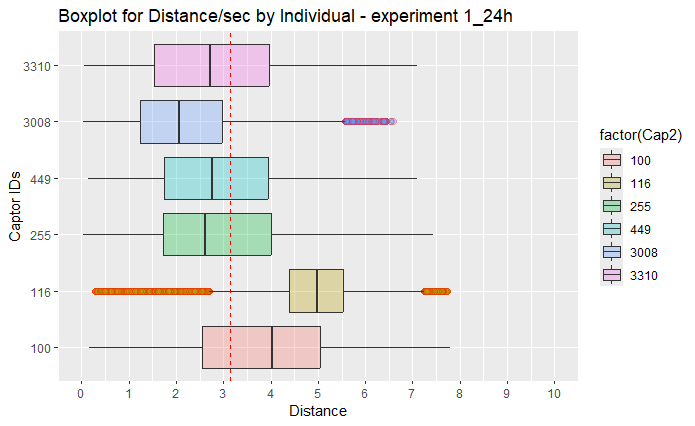 Boxplot for Distance/sec by Individual - experiment 1_24h
Captor IDs
3310
3008
449
255
116
100
0 1 2 3 4 5 6 7 8 9 10
Distance
factor(Cap2)
100
116
255
449
3008
3310